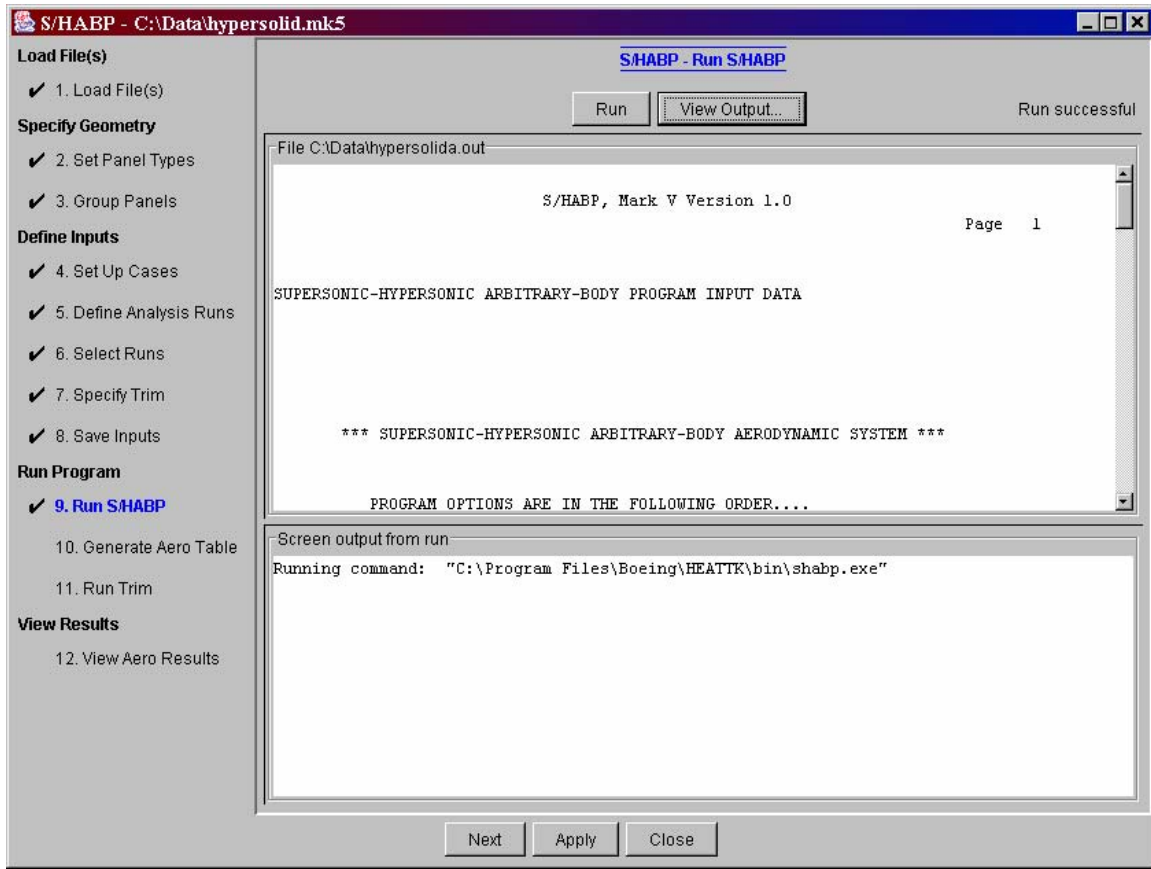 S/HABP - C:\Data\hypersolid.mk5
Load File(s)
✔ 1. Load File(s)
Specify Geometry
✔ 2. Set Panel Types
✔ 3. Group Panels
Define Inputs
✔ 4. Set Up Cases
✔ 5. Define Analysis Runs
✔ 6. Select Runs
✔ 7. Specify Trim
✔ 8. Save Inputs
Run Program
✔ 9. Run S/HABP
10. Generate Aero Table
11. Run Trim
View Results
12. View Aero Results
S/HABP - Run S/HABP
Run View Output... Run successful
File C:\Data\hypersolida.out
S/HABP, Mark V Version 1.0
Page 1
SUPERSONIC-HYPERSONIC ARBITRARY-BODY PROGRAM INPUT DATA
*** SUPERSONIC-HYPERSONIC ARBITRARY-BODY AERODYNAMIC SYSTEM ***
PROGRAM OPTIONS ARE IN THE FOLLOWING ORDER....
Screen output from run
Running command: "C:\Program Files\Boeing\HEATTK\bin\shabp.exe"
Next Apply Close